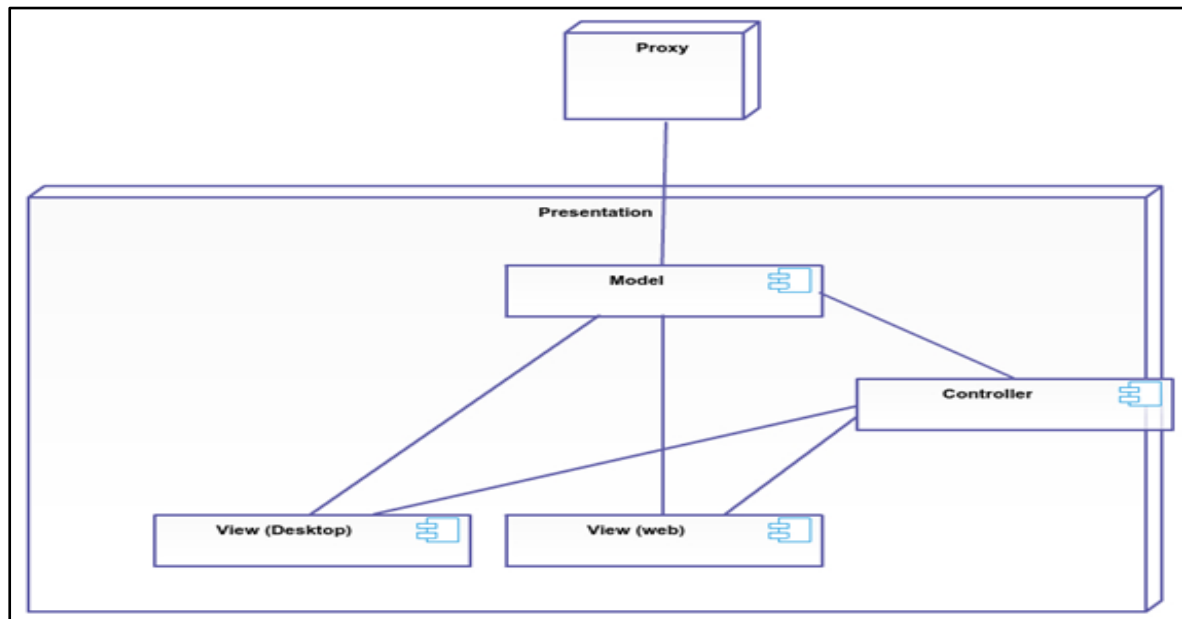 Proxy
Presentation
Model
Controller
View (Desktop)
View (web)